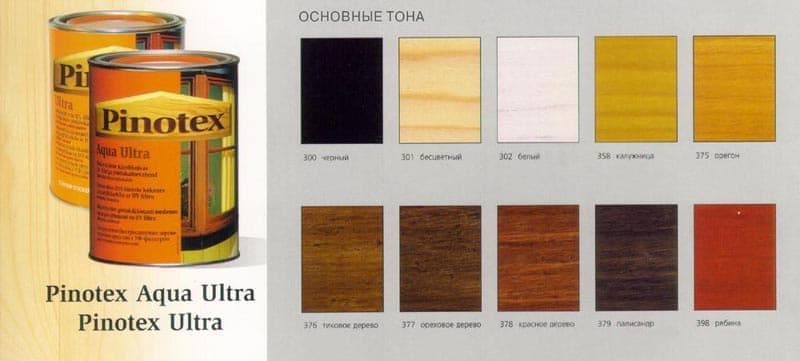 Pi
Ultra
Pinotex
Aqua Ultra
Pinotex Aqua Ultra
Pinotex Ultra
ОСНОВНЫЕ ТОНА
300 черный
301 бесцветный
302 белый
358 калужница
375 орегон
376 тиковое дерево
377 ореховое дерево
378 красное дерево
379 палисандр
398 рябина